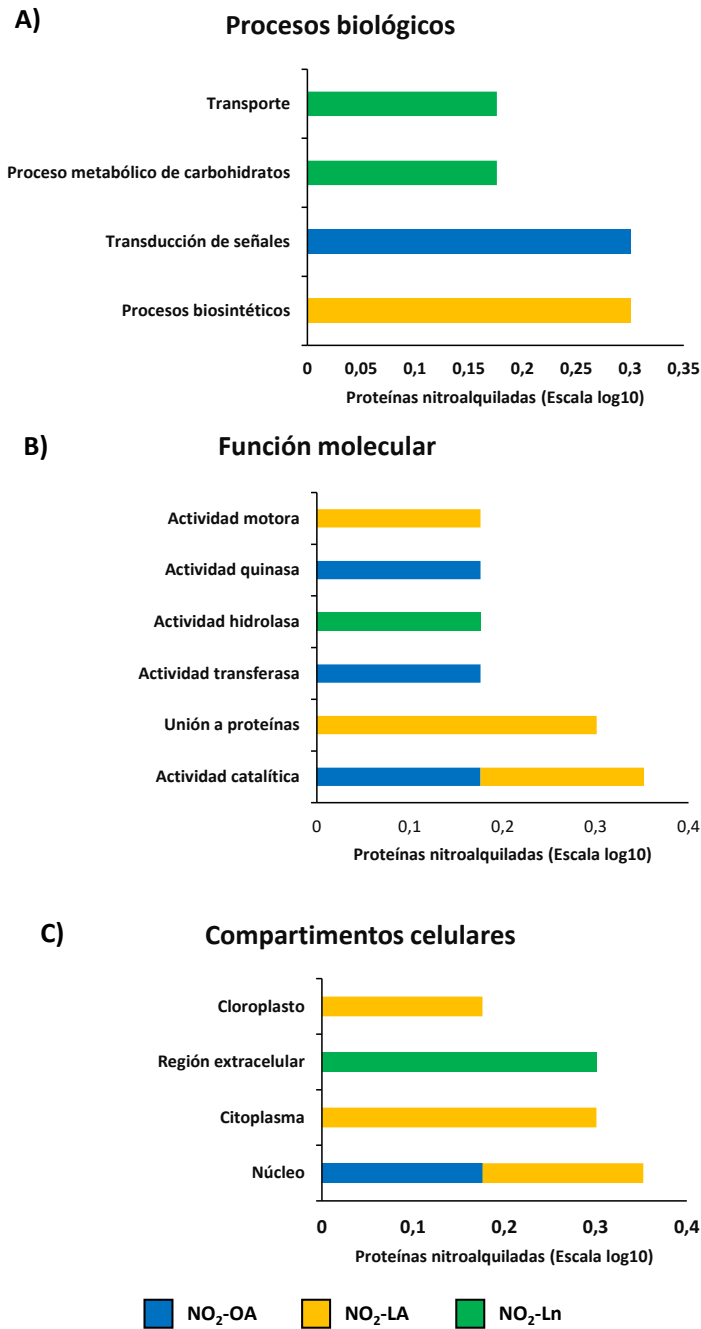 A)
Procesos biológicos
Transporte
Proceso metabólico de carbohidratos
Transducción de señales
Procesos biosintéticos
0 0,05 0,1 0,15 0,2 0,25 0,3 0,35
Proteínas nitroalquiladas (Escala log10)
B)
Función molecular
Actividad motora
Actividad quinasa
Actividad hidrolasa
Actividad transferasa
Unión a proteínas
Actividad catalítica
0 0,1 0,2 0,3 0,4
Proteínas nitroalquiladas (Escala log10)
C)
Compartimentos celulares
Cloroplasto
Región extracelular
Citoplasma
Núcleo
0 0,1 0,2 0,3 0,4
Proteínas nitroalquiladas (Escala log10)
NO₂-OA NO₂-LA NO₂-Ln